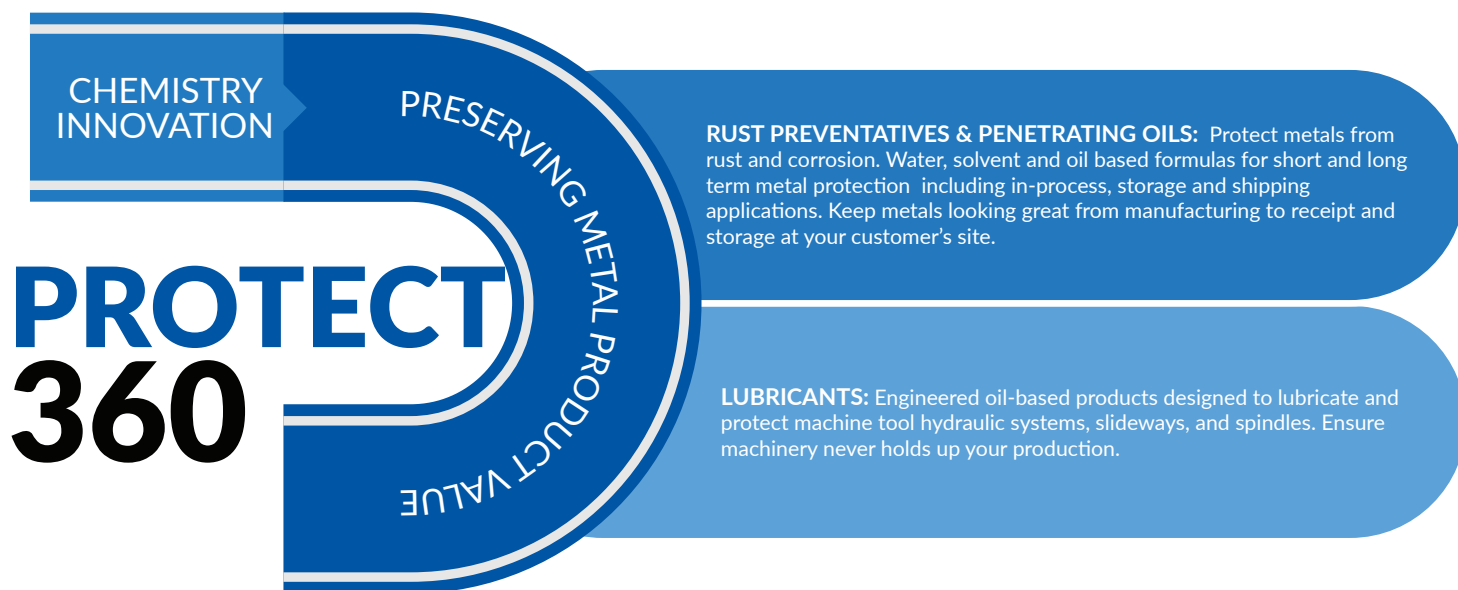 CHEMISTRY
INNOVATION
PRESERVING METAL PRODUCT VALUE
PROTECT
360
RUST PREVENTATIVES & PENETRATING OILS: Protect metals from
rust and corrosion. Water, solvent and oil based formulas for short and long
term metal protection including in-process, storage and shipping
applications. Keep metals looking great from manufacturing to receipt and
storage at your customer’s site.
LUBRICANTS: Engineered oil-based products designed to lubricate and
protect machine tool hydraulic systems, slideways, and spindles. Ensure
machinery never holds up your production.